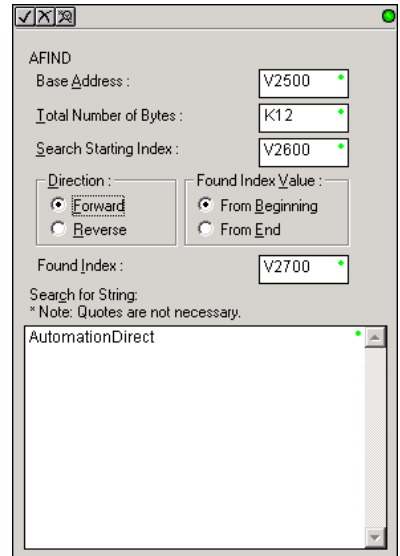 AFIND
Base Address : V2500
Total Number of Bytes : K12
Search Starting Index : V2600
Direction : Found Index Value :
Forward From Beginning
Reverse From End
Found Index : V2700
Search for String:
* Note: Quotes are not necessary.
AutomationDirect